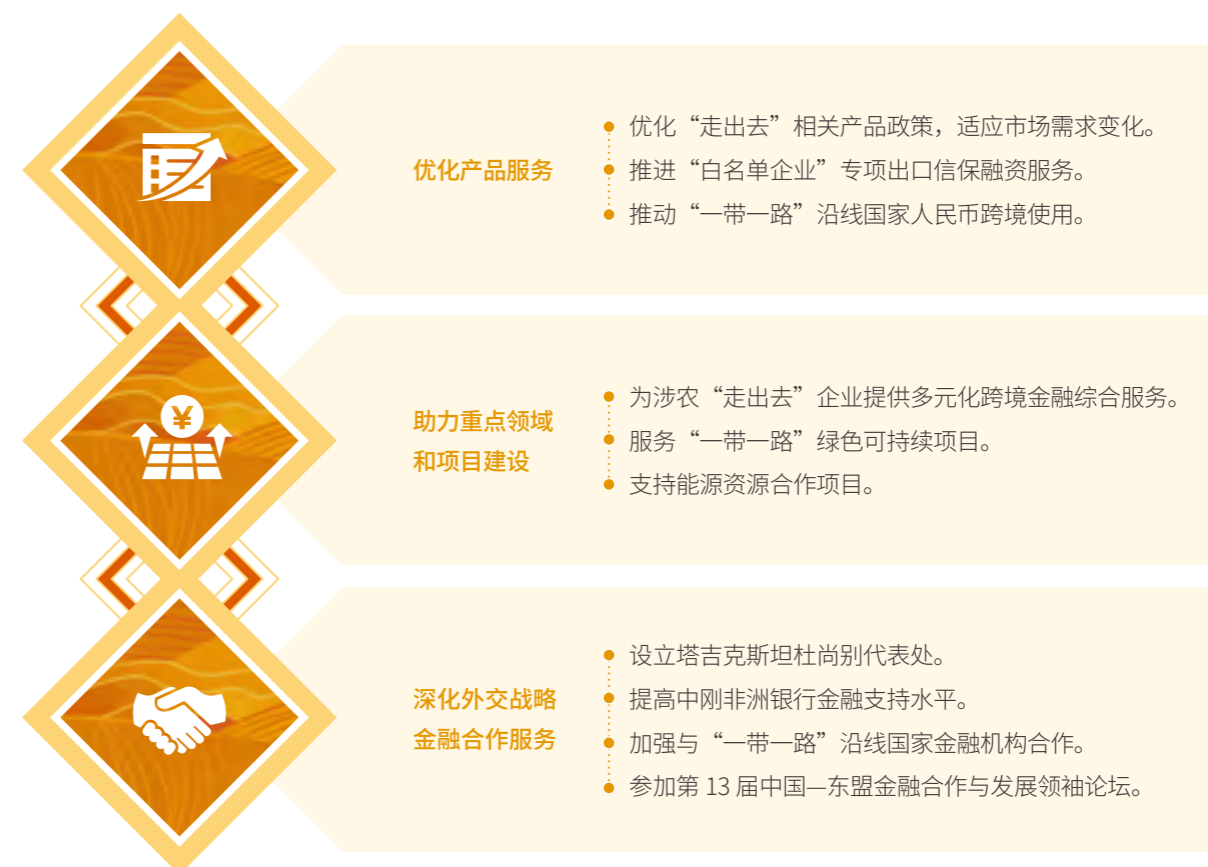 优化产品服务
优化“走出去”相关产品政策，适应市场需求变化。
推进“白名单企业”专项出口信保融资服务。
推动“一带一路”沿线国家人民币跨境使用。
¥
助力重点领域
和项目建设
为涉农“走出去”企业提供多元化跨境金融综合服务。
服务“一带一路”绿色可持续项目。
支持能源资源合作项目。
深化外交战略
金融合作服务
设立塔吉克斯坦杜尚别代表处。
提高中刚非洲银行金融支持水平。
加强与“一带一路”沿线国家金融机构合作。
参加第 13 届中国—东盟金融合作与发展领袖论坛。